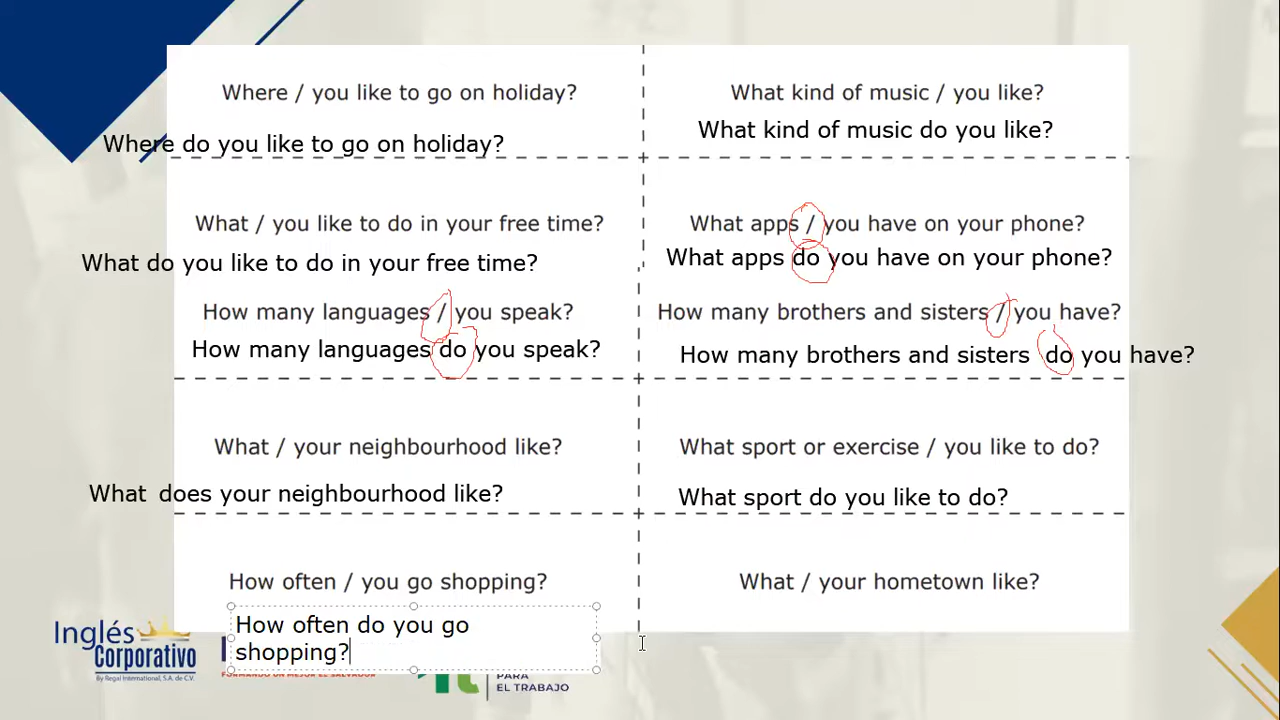 Where / you like to go on holiday?
What kind of music / you like?
Where do you like to go on holiday?
What kind of music do you like?
What / you like to do in your free time?
What apps / you have on your phone?
What do you like to do in your free time?
What apps do you have on your phone?
How many languages / you speak?
How many brothers and sisters / you have?
How many languages do you speak?
How many brothers and sisters do you have?
What / your neighbourhood like?
What sport or exercise / you like to do?
What does your neighbourhood like?
What sport do you like to do?
How often / you go shopping?
What / your hometown like?
How often do you go
shopping?
Inglés
Corporativo
By Regal International, S.A. de C.V.
FORMANDO UN MEJOR EL SALVADOR
PARA
EL TRABAJO